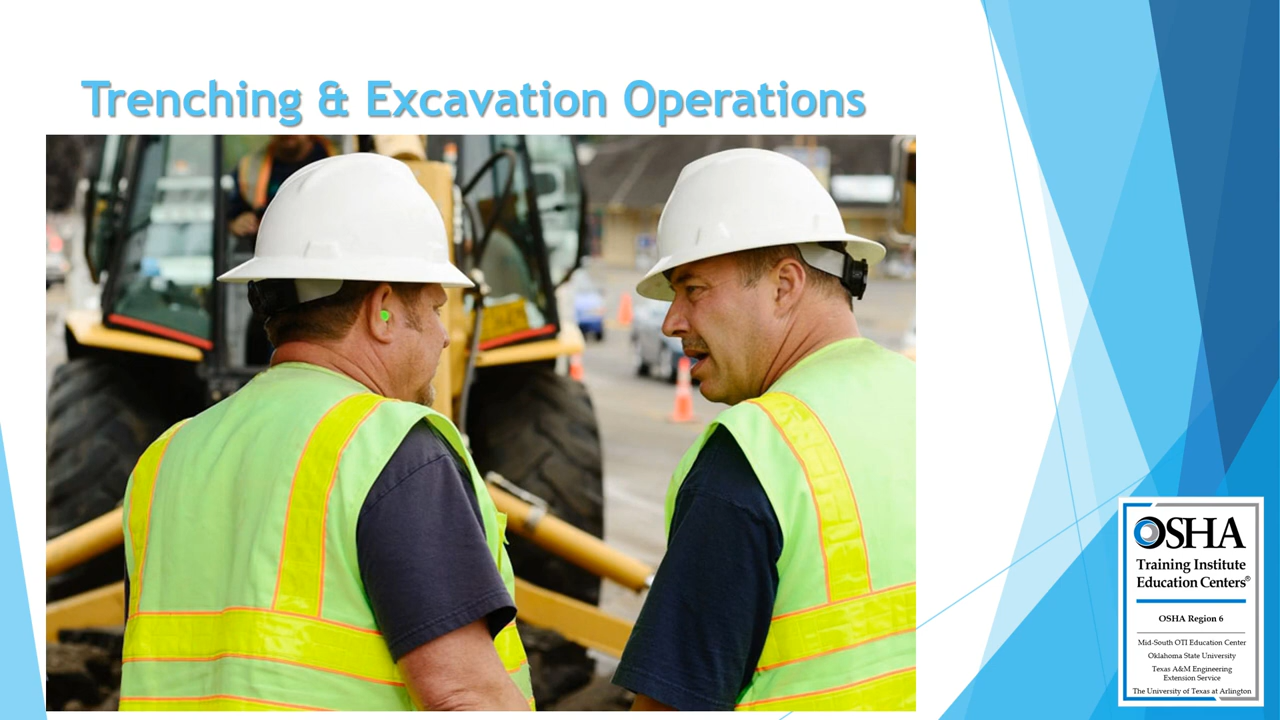 Trenching & Excavation Operations
OSHA
Training Institute
Education Centers®
OSHA Region 6
Mid-South OTI Education Center
Oklahoma State University
Texas A&M Engineering
Extension Service
The University of Texas at Arlington